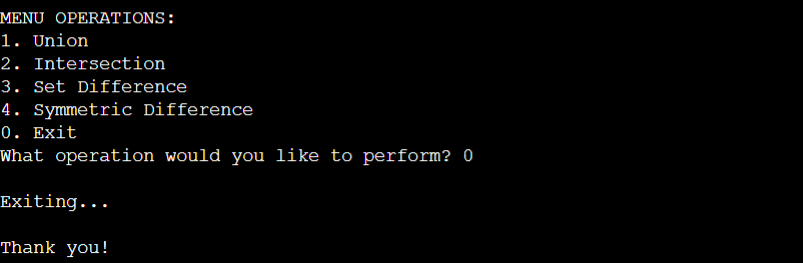 MENU OPERATIONS:
1. Union
2. Intersection
3. Set Difference
4. Symmetric Difference
0. Exit
What operation would you like to perform? 0
Exiting...
Thank you!